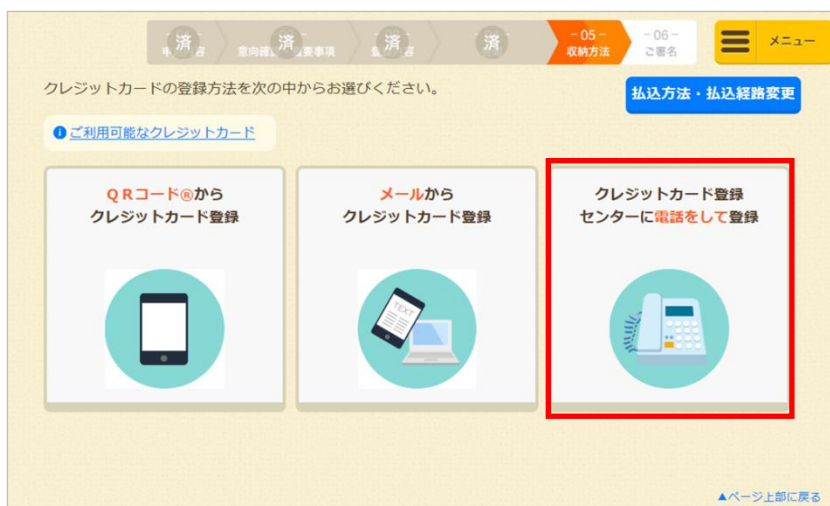 済
済
済
済
- 05 -
収納方法
- 06 -
ご署名
メニュー
クレジットカードの登録方法を次の中からお選びください。
払込方法・払込経路変更
ご利用可能なクレジットカード
QRコード®から
クレジットカード登録
メールから
クレジットカード登録
クレジットカード登録
センターに電話をして登録
TEXT
▲ページ上部に戻る